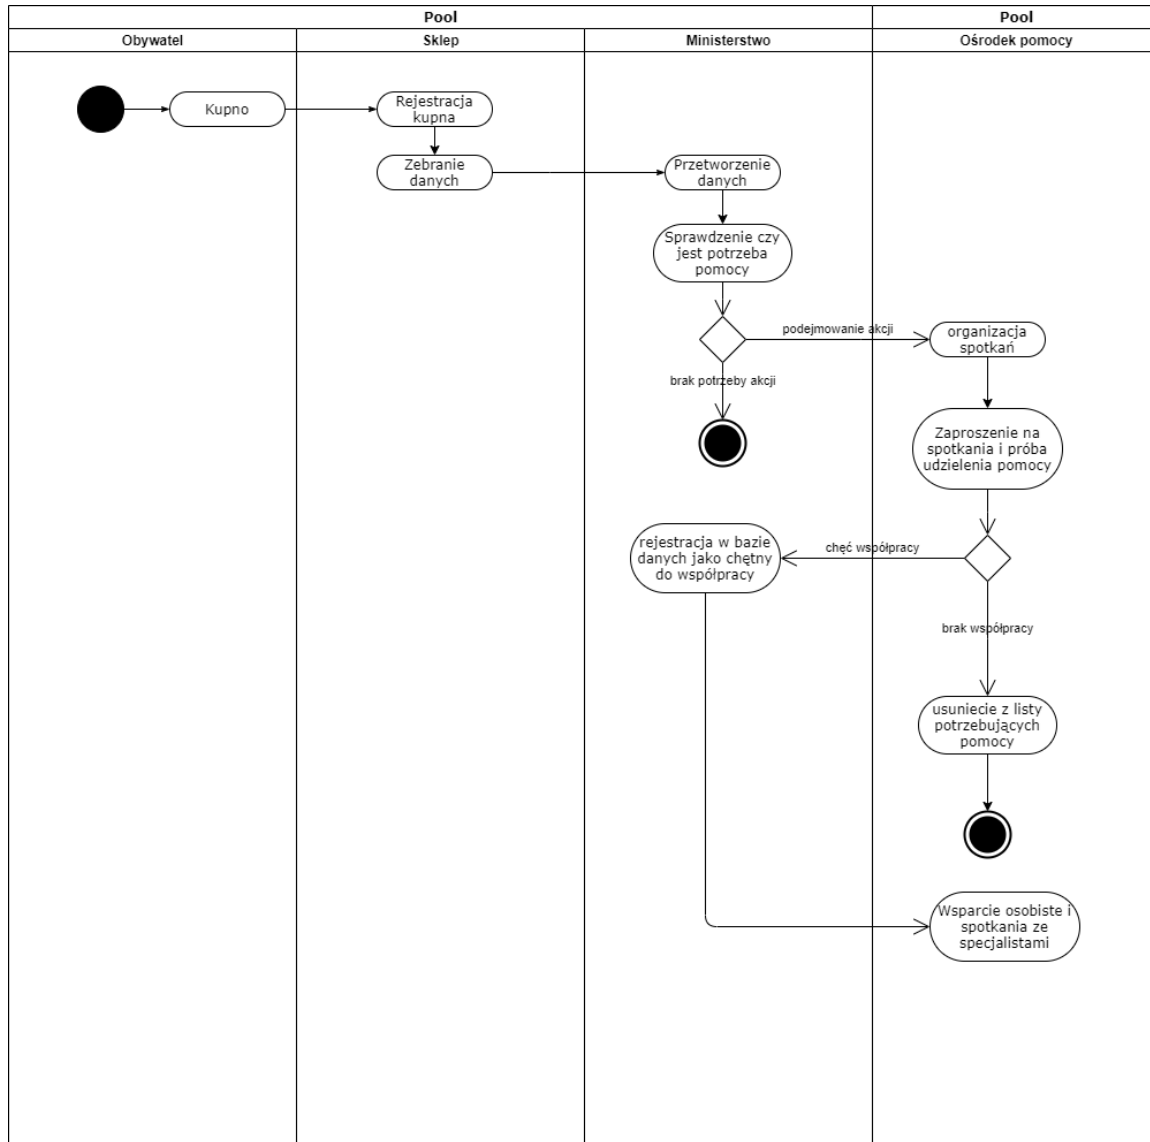 Pool
Pool
Obywatel
Sklep
Ministerstwo
Ośrodek pomocy
Kupno
Rejestracja
kupna
Zebranie
danych
Przetworzenie
danych
Sprawdzenie czy
jest potrzeba
pomocy
podejmowanie akcji
organizacja
spotkań
brak potrzeby akcji
Zaproszenie na
spotkania i próba
udzielenia pomocy
rejestracja w bazie
danych jako chętny
do współpracy
chęć współpracy
brak współpracy
usuniecie z listy
potrzebujących
pomocy
Wsparcie osobiste i
spotkania ze
specjalistami